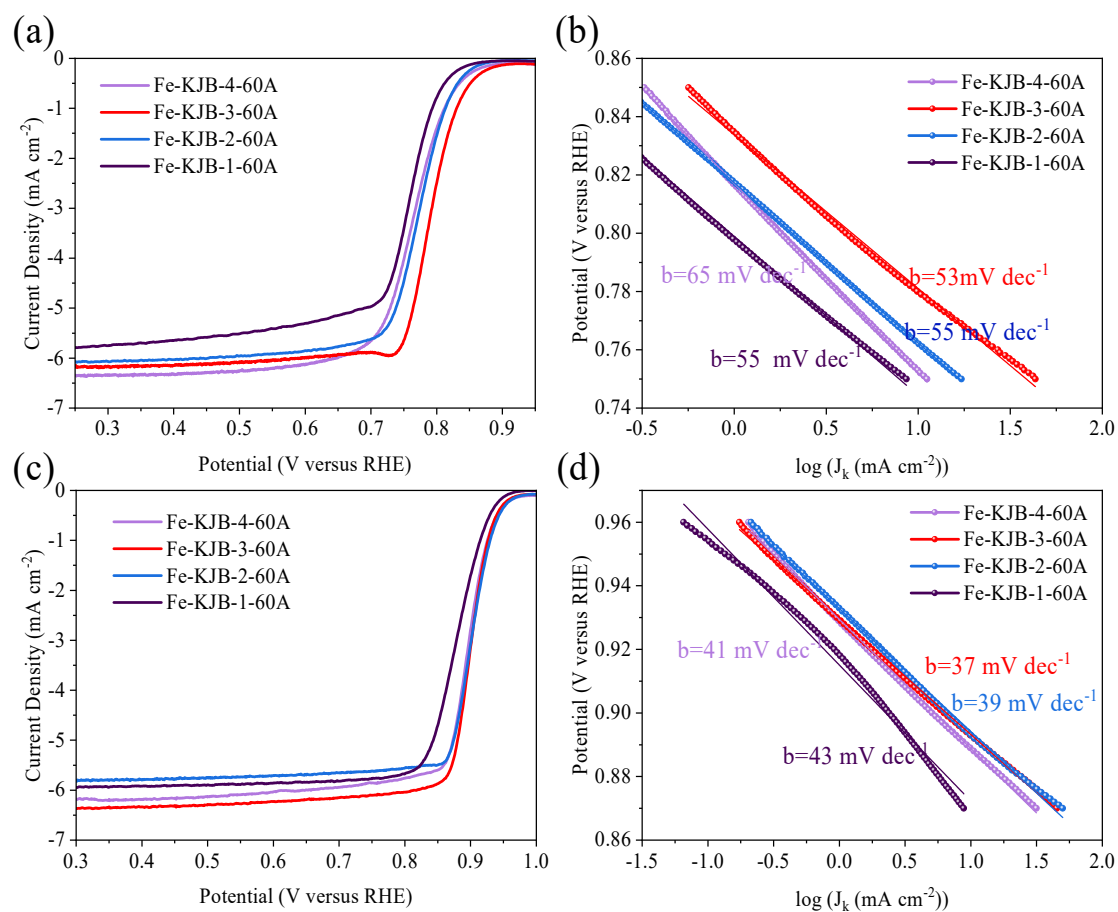 (a)
0
-1
-2
-3
-4
-5
-6
-7
Current Density (mA cm⁻²)
Fe-KJB-4-60A
Fe-KJB-3-60A
Fe-KJB-2-60A
Fe-KJB-1-60A
0.3 0.4 0.5 0.6 0.7 0.8 0.9
Potential (V versus RHE)
(b)
0.86
0.84
0.82
0.80
0.78
0.76
0.74
Potential (V versus RHE)
Fe-KJB-4-60A
Fe-KJB-3-60A
Fe-KJB-2-60A
Fe-KJB-1-60A
b=65 mV dec⁻¹
b=53mV dec⁻¹
b=55 mV dec⁻¹
b=55 mV dec⁻¹
-0.5 0.0 0.5 1.0 1.5 2.0
log (Jₖ (mA cm⁻²))
(c)
0
-1
-2
-3
-4
-5
-6
-7
Current Density (mA cm⁻²)
Fe-KJB-4-60A
Fe-KJB-3-60A
Fe-KJB-2-60A
Fe-KJB-1-60A
0.3 0.4 0.5 0.6 0.7 0.8 0.9 1.0
Potential (V versus RHE)
(d)
0.96
0.94
0.92
0.90
0.88
0.86
Potential (V versus RHE)
Fe-KJB-4-60A
Fe-KJB-3-60A
Fe-KJB-2-60A
Fe-KJB-1-60A
b=41 mV dec⁻¹
b=37 mV dec⁻¹
b=39 mV dec⁻¹
b=43 mV dec⁻¹
-1.5 -1.0 -0.5 0.0 0.5 1.0 1.5 2.0
log (Jₖ (mA cm⁻²))